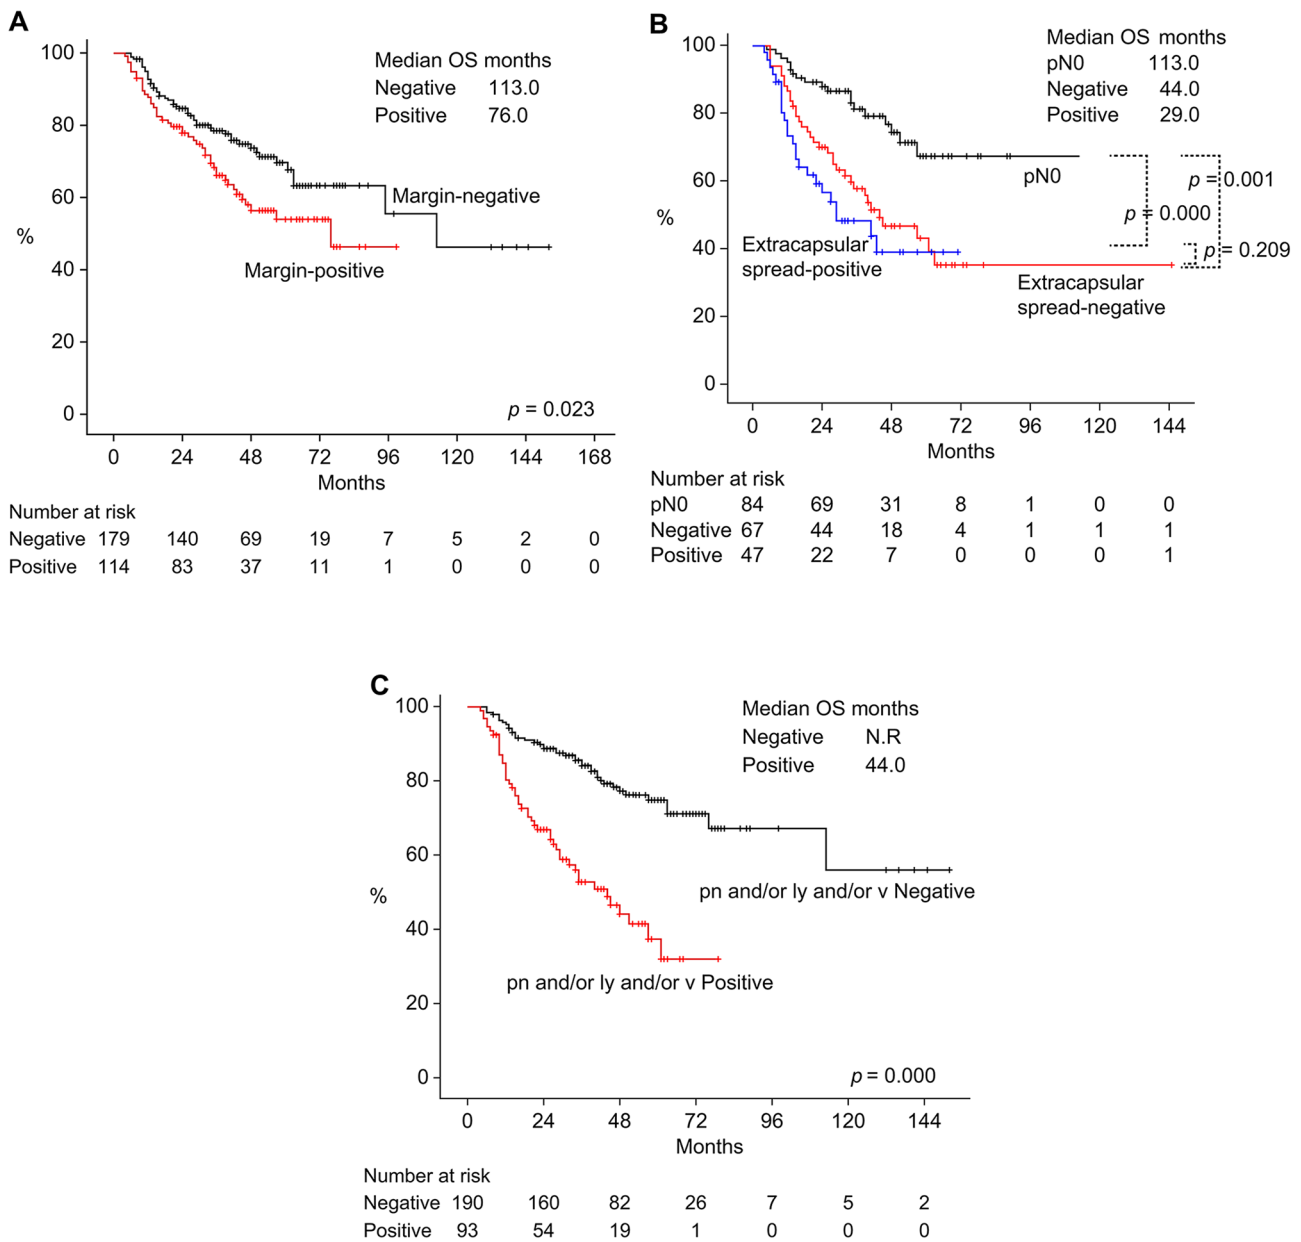 A
100
80
60
40
20
0
%
Median OS months
Negative 113.0
Positive 76.0
Margin-negative
Margin-positive
p = 0.023
0 24 48 72 96 120 144 168
Months
Number at risk
Negative 179 140 69 19 7 5 2 0
Positive 114 83 37 11 1 0 0 0
B
100
80
60
40
20
0
%
Median OS months
pN0 113.0
Negative 44.0
Positive 29.0
pN0
p = 0.001
p = 0.000
p = 0.209
Extracapsular
spread-positive
Extracapsular
spread-negative
0 24 48 72 96 120 144
Months
Number at risk
pN0 84 69 31 8 1 0 0
Negative 67 44 18 4 1 1 1
Positive 47 22 7 0 0 0 1
C
100
80
60
40
20
0
%
Median OS months
Negative N.R
Positive 44.0
pn and/or ly and/or v Negative
pn and/or ly and/or v Positive
p = 0.000
0 24 48 72 96 120 144
Months
Number at risk
Negative 190 160 82 26 7 5 2
Positive 93 54 19 1 0 0 0